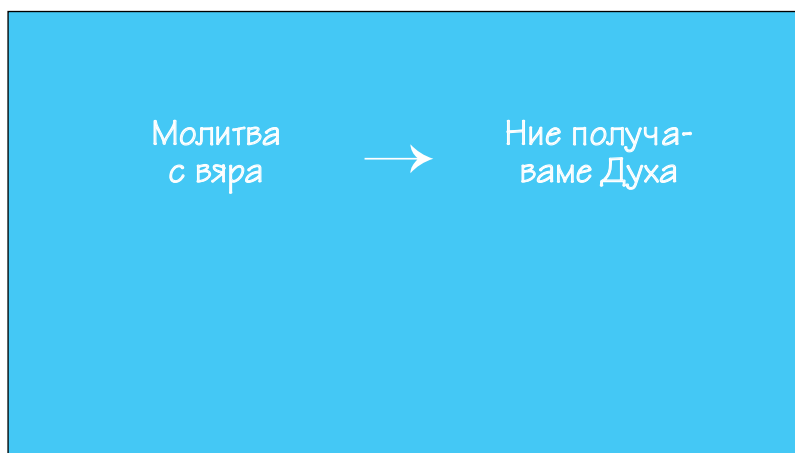 Молитва
с вяра
→
Ние получа-
ваме Духа